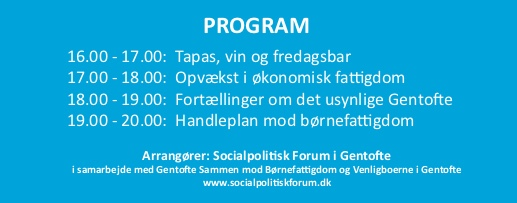 PROGRAM
16.00 - 17.00: Tapas, vin og fredagsbar
17.00 - 18.00: Opvækst i økonomisk fattigdom
18.00 - 19.00: Fortællinger om det usynlige Gentofte
19.00 - 20.00: Handleplan mod børnefattigdom
Arrangører: Socialpolitisk Forum i Gentofte
i samarbejde med Gentofte Sammen mod Børnefattigdom og Venligboerne i Gentofte
www.socialpolitiskforum.dk